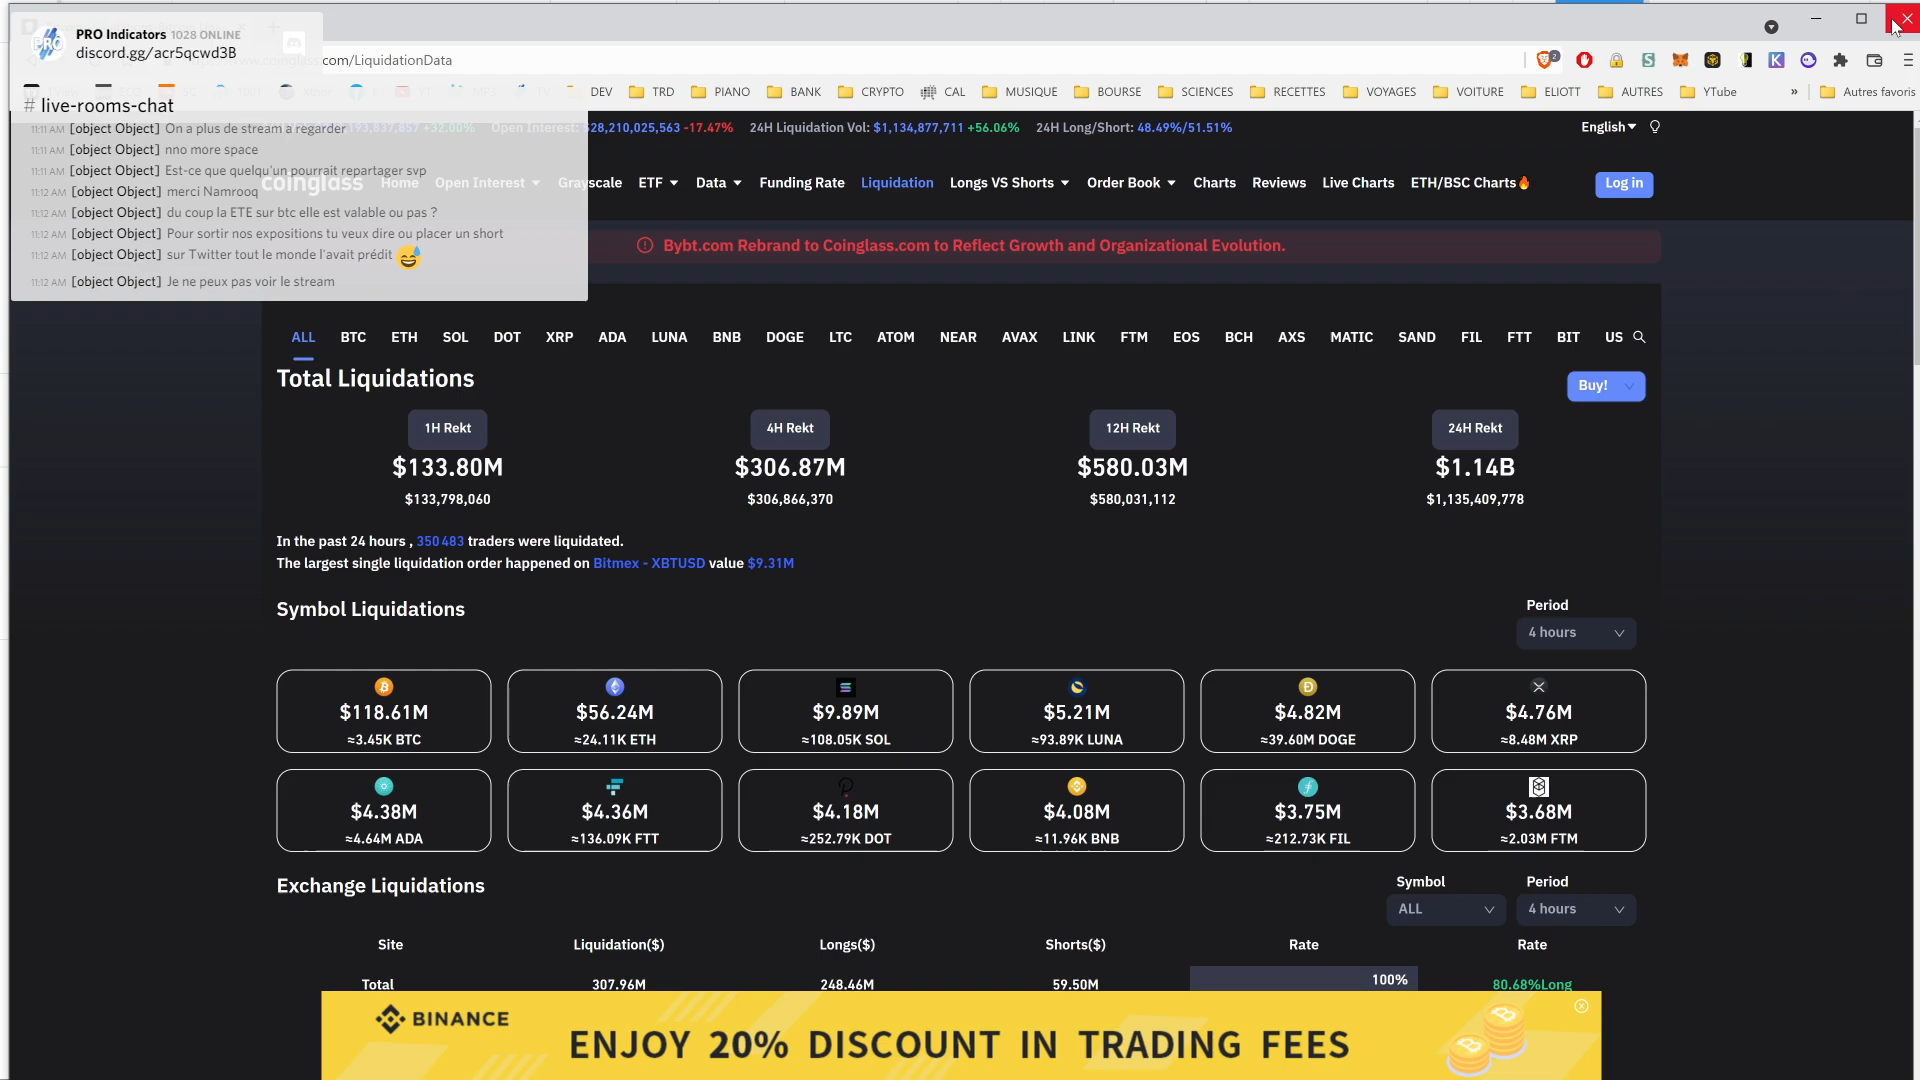 PRO Indicators 1028 ONLINE
discord.gg/acr5qcwd3B
.com/LiquidationData
DEV TRD PIANO BANK CRYPTO CAL MUSIQUE BOURSE SCIENCES RECETTES VOYAGES VOITURE ELIOTT AUTRES YTube » Autres favoris
# live-rooms-chat
Open Interest: $28,210,025,563 -17.47% 24H Liquidation Vol: $1,134,877,711 +56.06% 24H Long/Short: 48.49%/51.51% English
11:11 AM [object Object] On a plus de stream à regarder
11:11 AM [object Object] nno more space
11:11 AM [object Object] Est-ce que quelqu'un pourrait repartager svp
11:12 AM [object Object] merci Namrooq
11:12 AM [object Object] du coup la ETE sur btc elle est valable ou pas ?
11:12 AM [object Object] Pour sortir nos expositions tu veux dire ou placer un short
11:12 AM [object Object] sur Twitter tout le monde l'avait prédit
11:12 AM [object Object] Je ne peux pas voir le stream
coinglass Home Open Interest Grayscale ETF Data Funding Rate Liquidation Longs VS Shorts Order Book Charts Reviews Live Charts ETH/BSC Charts Log in
Bybt.com Rebrand to Coinglass.com to Reflect Growth and Organizational Evolution.
ALL BTC ETH SOL DOT XRP ADA LUNA BNB DOGE LTC ATOM NEAR AVAX LINK FTM EOS BCH AXS MATIC SAND FIL FTT BIT US
Total Liquidations
Buy!
1H Rekt 4H Rekt 12H Rekt 24H Rekt
$133.80M $306.87M $580.03M $1.14B
$133,798,060 $306,866,370 $580,031,112 $1,135,409,778
In the past 24 hours , 350 483 traders were liquidated.
The largest single liquidation order happened on Bitmex - XBTUSD value $9.31M
Symbol Liquidations
Period
4 hours
$118.61M $56.24M $9.89M $5.21M $4.82M $4.76M
≈3.45K BTC ≈24.11K ETH ≈108.05K SOL ≈93.89K LUNA ≈39.60M DOGE ≈8.48M XRP
$4.38M $4.36M $4.18M $4.08M $3.75M $3.68M
≈4.64M ADA ≈136.09K FTT ≈252.79K DOT ≈11.96K BNB ≈212.73K FIL ≈2.03M FTM
Exchange Liquidations
Symbol Period
ALL 4 hours
Site Liquidation($) Longs($) Shorts($) Rate Rate
Total 307.96M 248.46M 59.50M 100% 80.68%Long
BINANCE
ENJOY 20% DISCOUNT IN TRADING FEES